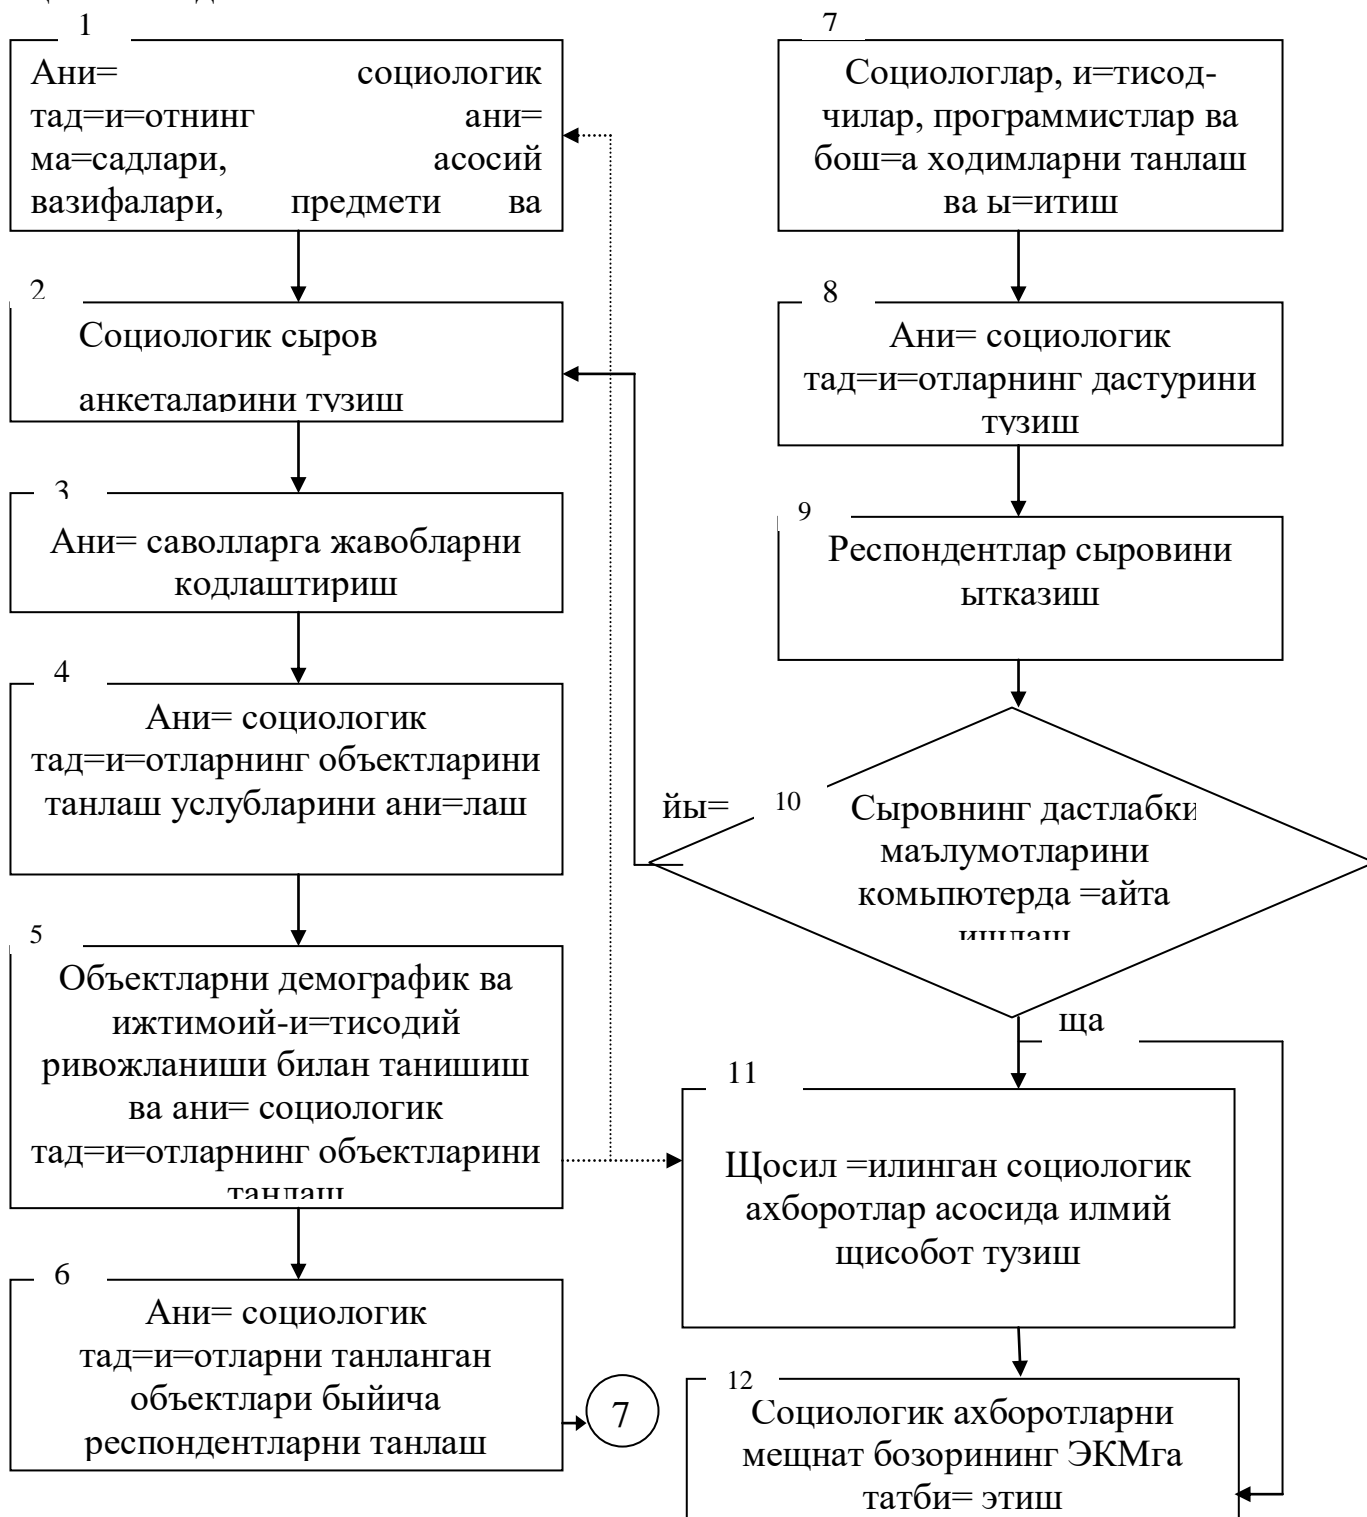 1
Ани= социологик
тад=и=отнинг ани=
ма=садлари, асосий
вазифалари, предмети ва
2
Социологик сыров
анкеталарини тузиш
3
Ани= саволларга жавобларни
кодлаштириш
4
Ани= социологик
тад=и=отларнинг объектларини
танлаш услубларини ани=лаш
5
Объектларни демографик ва
ижтимоий-и=тисодий
ривожланиши билан танишиш
ва ани= социологик
тад=и=отларнинг объектларини
танлаш
6
Ани= социологик
тад=и=отларни танланган
объектлари быйича
респондентларни танлаш
7
7
Социологлар, и=тисод-
чилар, программистлар ва
бош=а ходимларни танлаш
ва ы=итиш
8
Ани= социологик
тад=и=отларнинг дастурини
тузиш
9
Респондентлар сыровини
ытказиш
йы=
10
Сыровнинг дастлабки
маълумотларини
комьпютерда =айта
ишлаш
ща
11
Щосил =илинган социологик
ахборотлар асосида илмий
щисобот тузиш
12
Социологик ахборотларни
мещнат бозорининг ЭКМга
татби= этиш